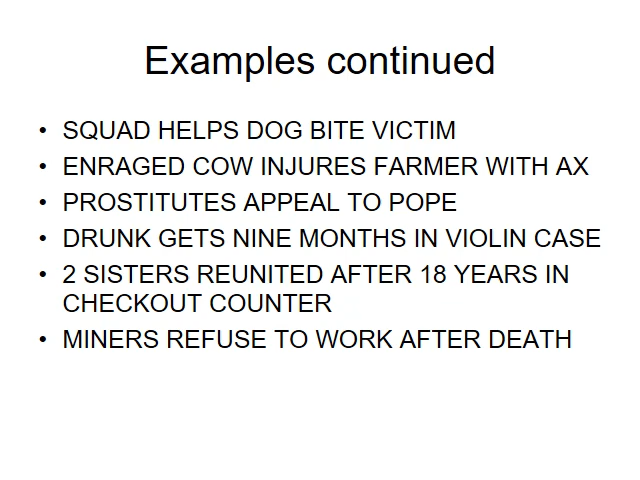 Examples continued
• SQUAD HELPS DOG BITE VICTIM
• ENRAGED COW INJURES FARMER WITH AX
• PROSTITUTES APPEAL TO POPE
• DRUNK GETS NINE MONTHS IN VIOLIN CASE
• 2 SISTERS REUNITED AFTER 18 YEARS IN
CHECKOUT COUNTER
• MINERS REFUSE TO WORK AFTER DEATH